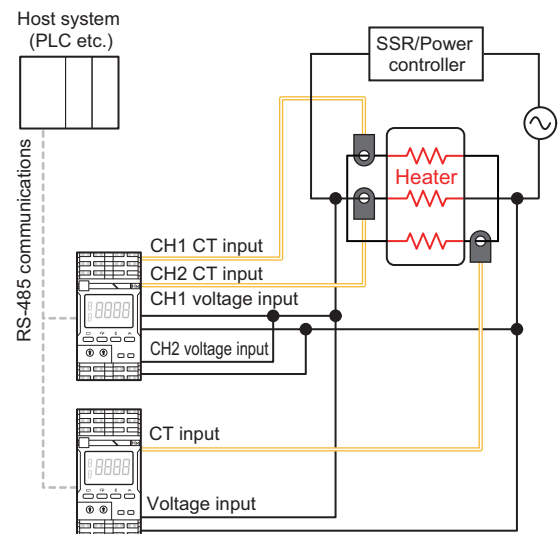 Host system
(PLC etc.)
SSR/Power
controller
Heater
RS-485 communications
CH1 CT input
CH2 CT input
CH1 voltage input
8888
CH2 voltage input
CT input
8888
Voltage input